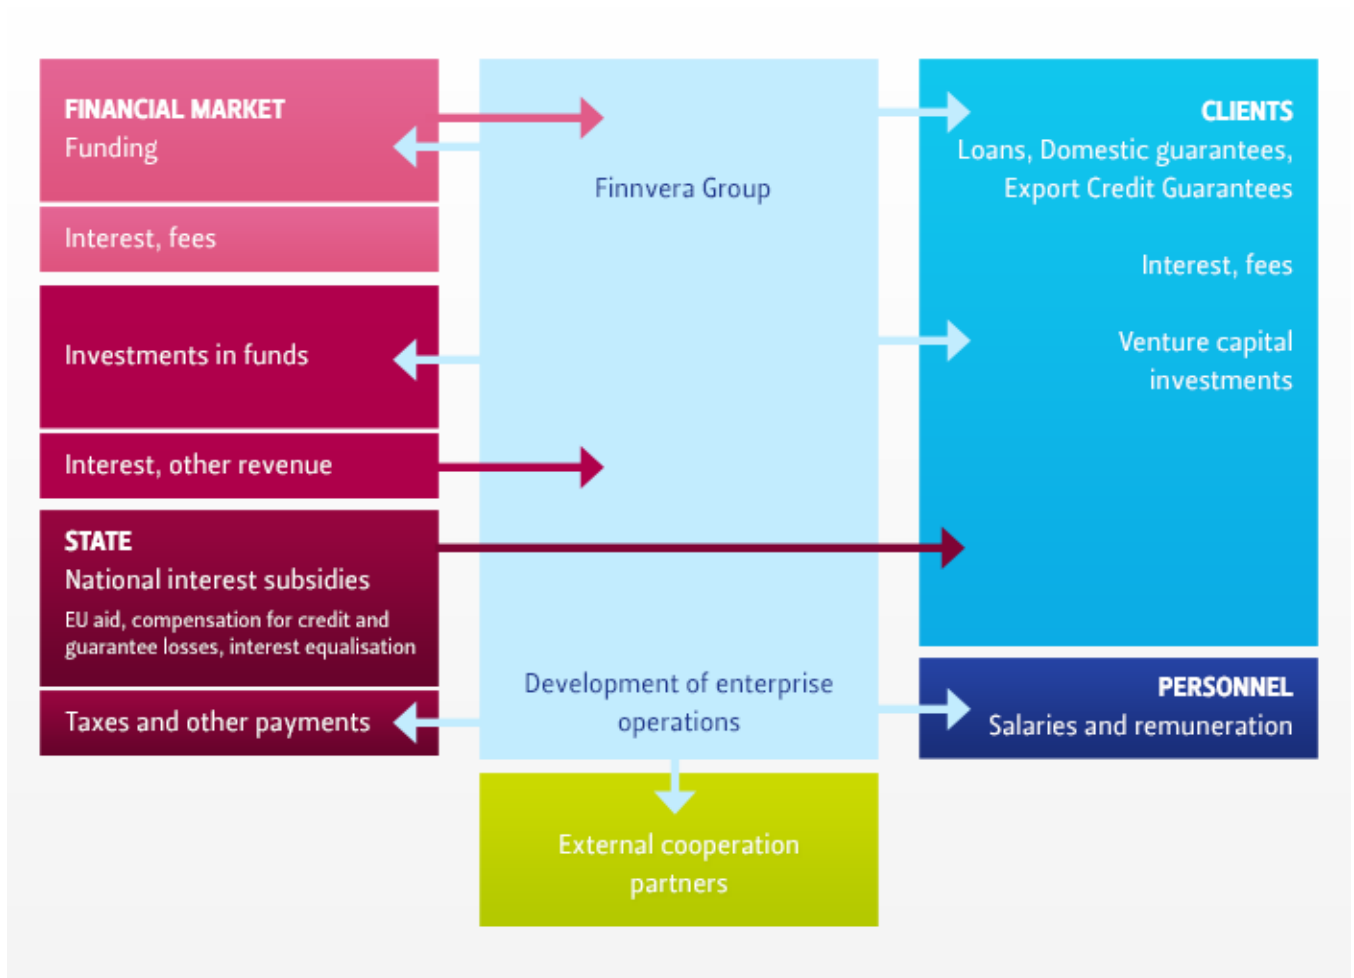 FINANCIAL MARKET
Funding
Interest, fees
Investments in funds
Interest, other revenue
STATE
National interest subsidies
EU aid, compensation for credit and
guarantee losses, interest equalisation
Taxes and other payments
Finnvera Group
Development of enterprise
operations
External cooperation
partners
CLIENTS
Loans, Domestic guarantees,
Export Credit Guarantees
Interest, fees
Venture capital
investments
PERSONNEL
Salaries and remuneration